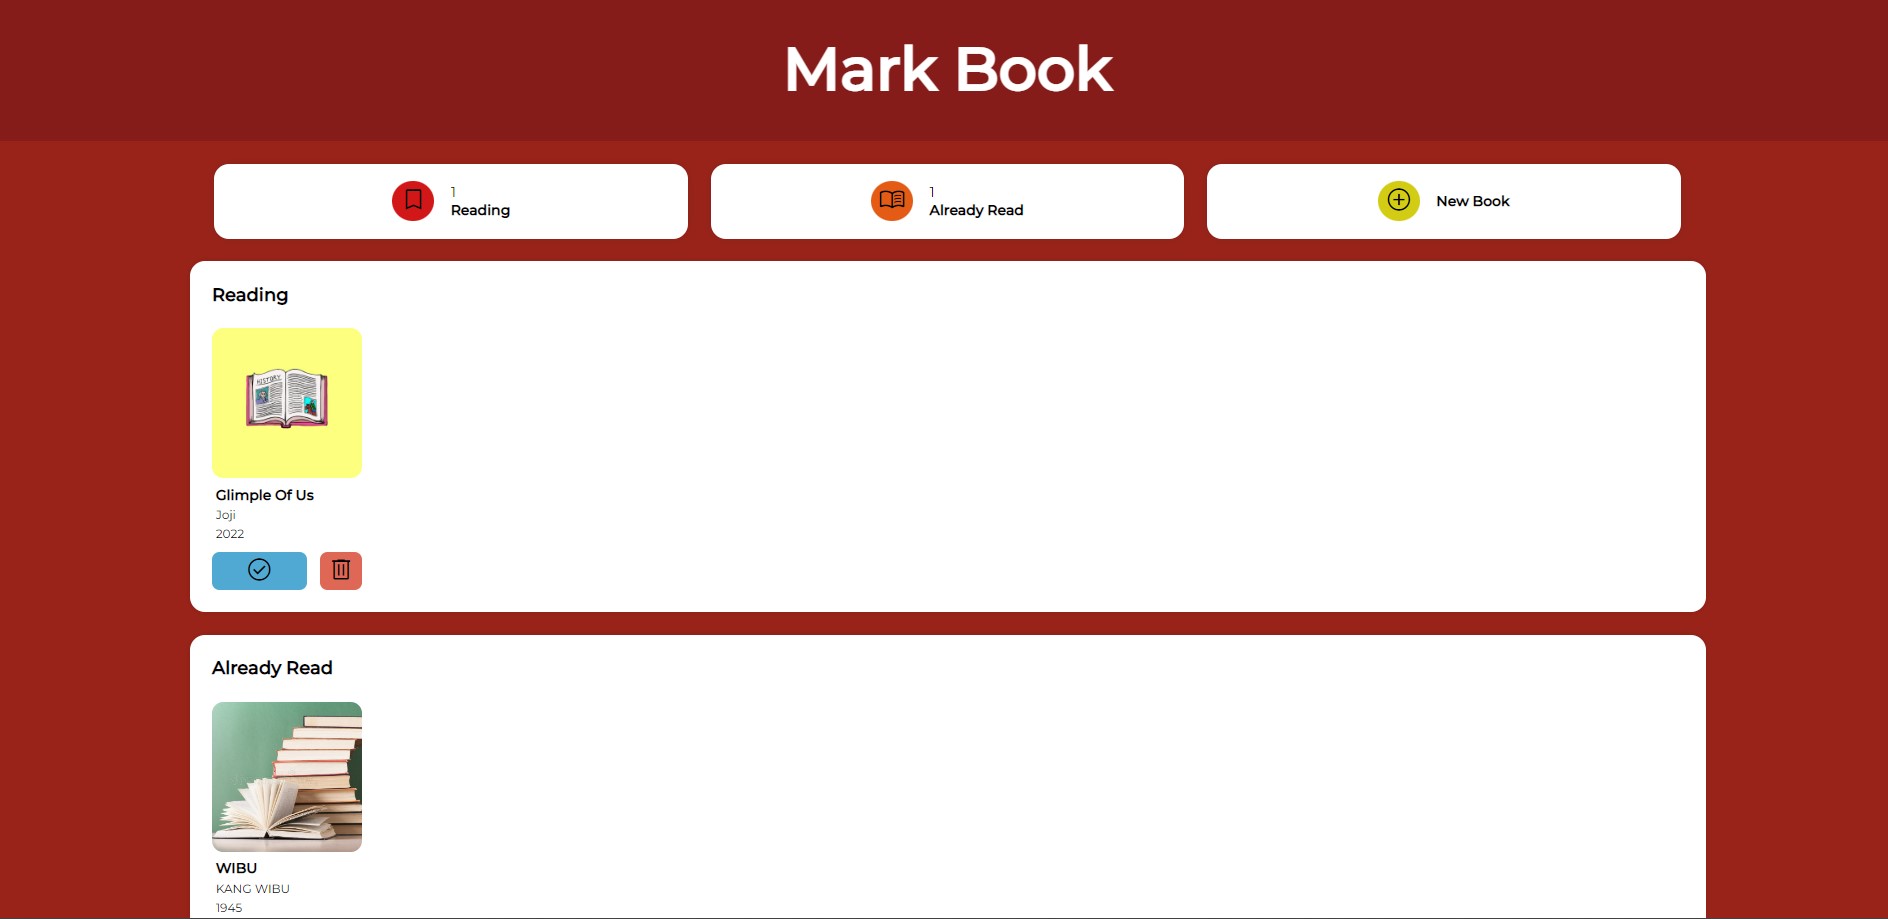 Mark Book
1
Reading
1
Already Read
New Book
Reading
HISTORY
Glimple Of Us
Joji
2022
Already Read
WIBU
KANG WIBU
1945